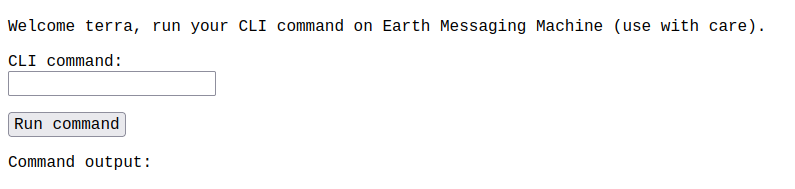 Welcome terra, run your CLI command on Earth Messaging Machine (use with care).
CLI command:
Run command
Command output: